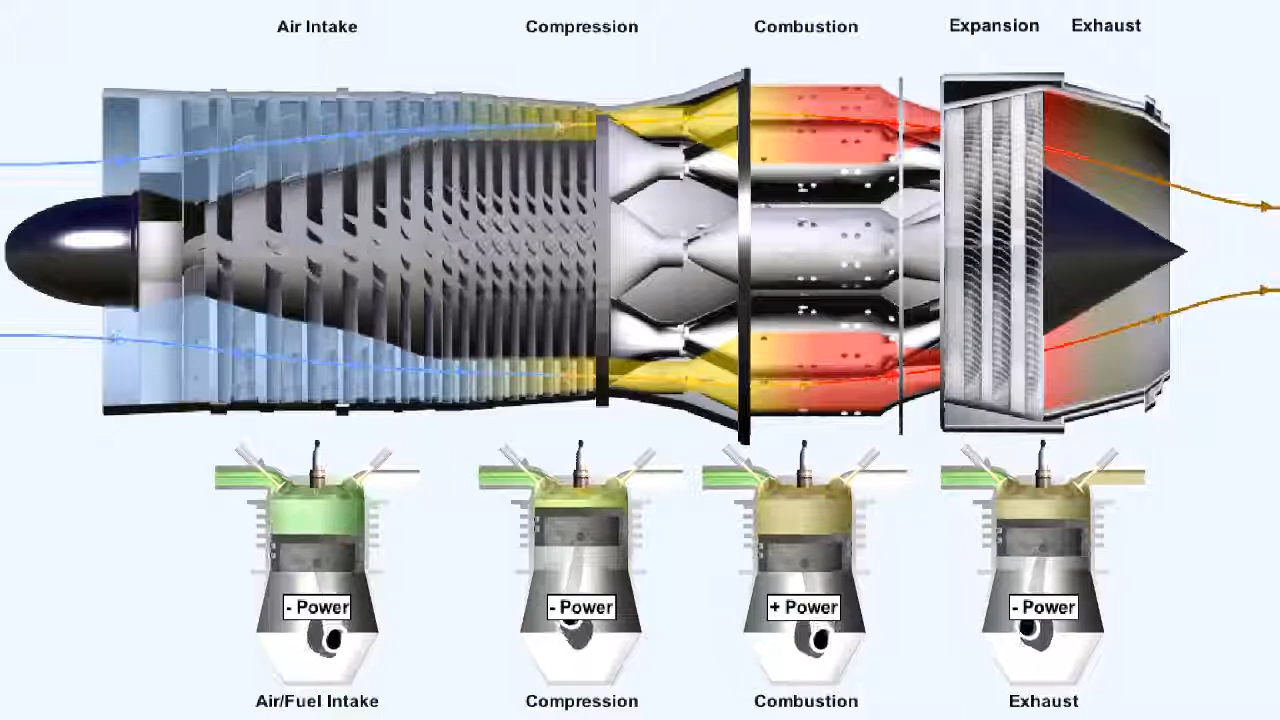 Air Intake
Compression
Combustion
Expansion
Exhaust
- Power
- Power
+ Power
- Power
Air/Fuel Intake
Compression
Combustion
Exhaust